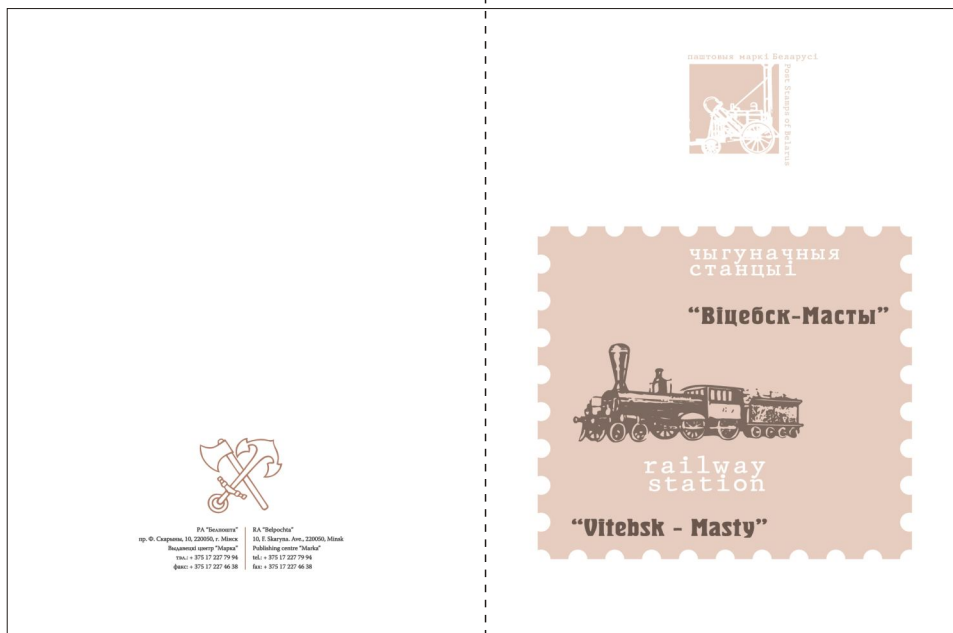 РА "Белпошта"
пр. Ф. Скарыны, 10, 220050, г. Мінск
Выдавецкі цэнтр "Марка"
тэл.: + 375 17 227 79 94
факс: + 375 17 227 46 38
RA "Belpochta"
10, F. Skaryna. Ave., 220050, Minsk
Publishing centre "Marka"
tel.: + 375 17 227 79 94
fax: + 375 17 227 46 38
паштовыя маркі Беларусі
Post Stamps of Belarus
чыгуначныя
станцыі
“Віцебск-Масты”
railway
station
“Vitebsk - Masty”